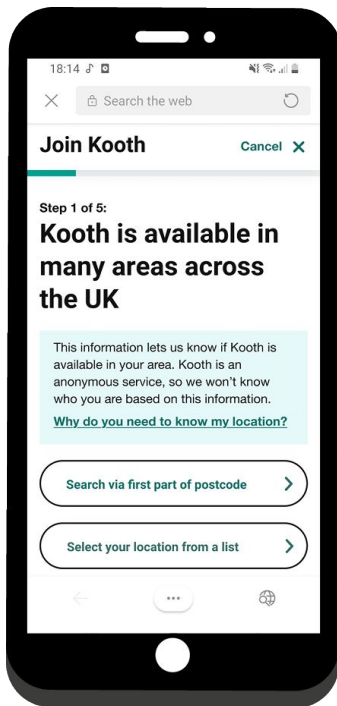 18:14
Search the web
Join Kooth
Cancel
Step 1 of 5:
Kooth is available in
many areas across
the UK
This information lets us know if Kooth is
available in your area. Kooth is an
anonymous service, so we won't know
who you are based on this information.
Why do you need to know my location?
Search via first part of postcode
Select your location from a list